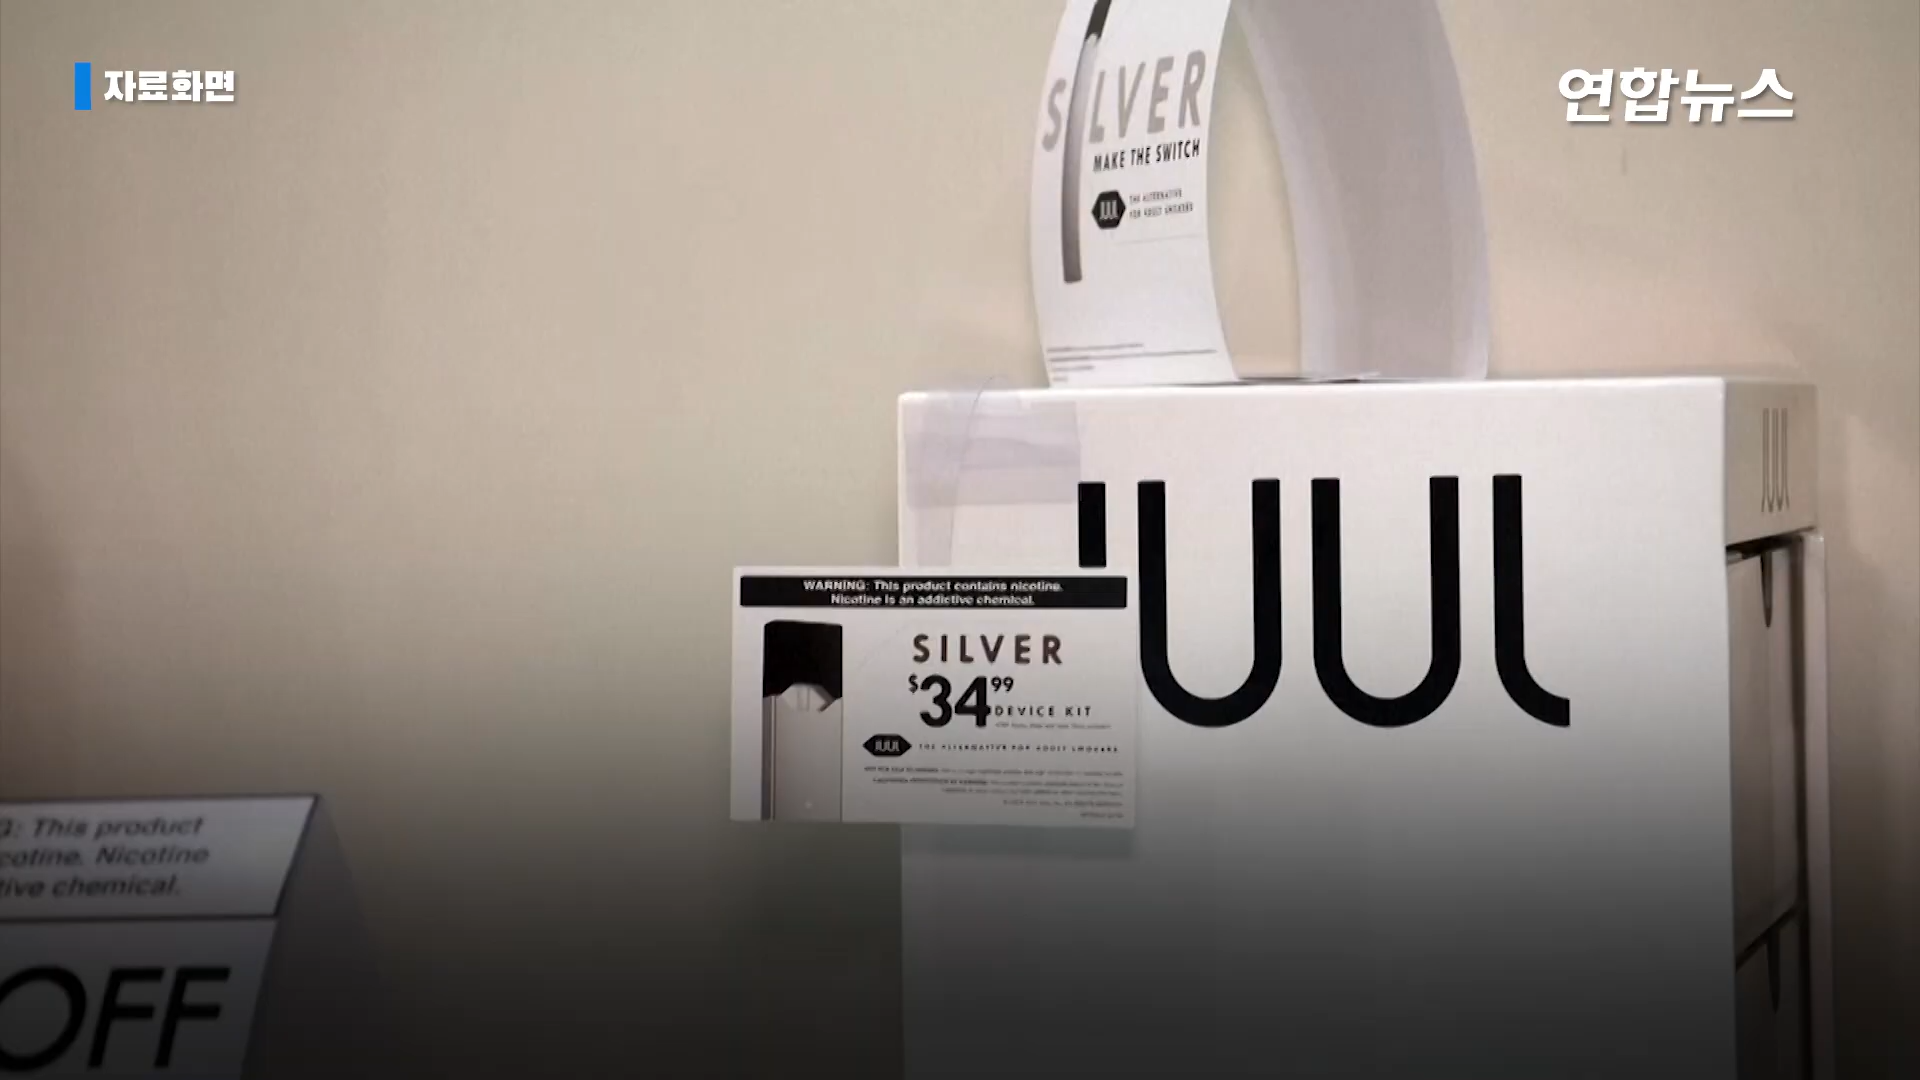 자료화면
연합뉴스
SILVER
MAKE THE SWITCH
JUUL
THE ALTERNATIVE
FOR ADULT SMOKERS
JUUL
JUUL
WARNING: This product contains nicotine.
Nicotine is an addictive chemical.
SILVER
$3499
DEVICE KIT
JUUL
THE ALTERNATIVE FOR ADULT SMOKERS
G: This product
cotine. Nicotine
tive chemical.
OFF